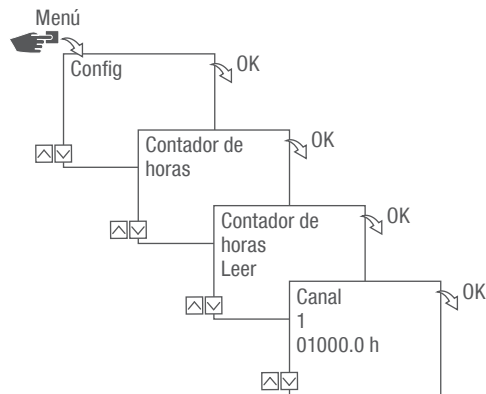 Menú
Config
OK
Contador de
horas
OK
Contador de
horas
Leer
OK
Canal
1
01000.0 h
OK